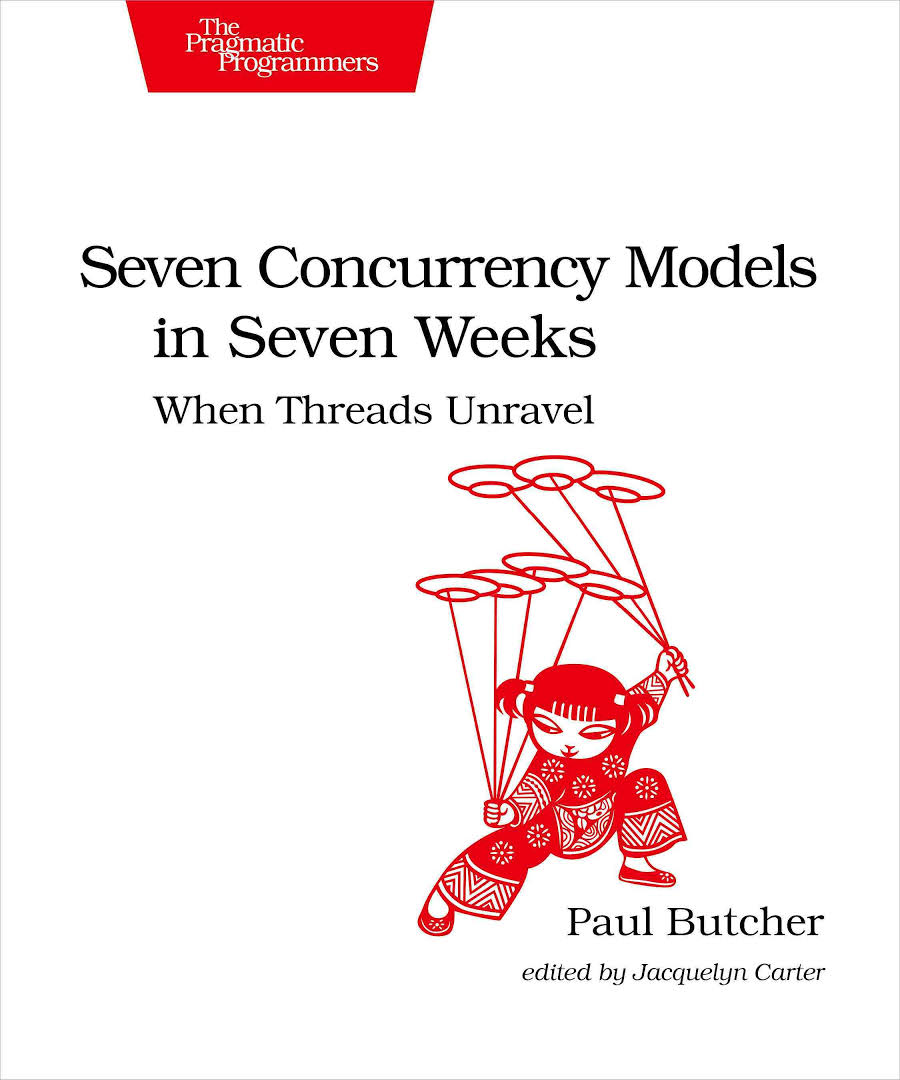 The
Pragmatic
Programmers
Seven Concurrency Models
in Seven Weeks
When Threads Unravel
Paul Butcher
edited by Jacquelyn Carter